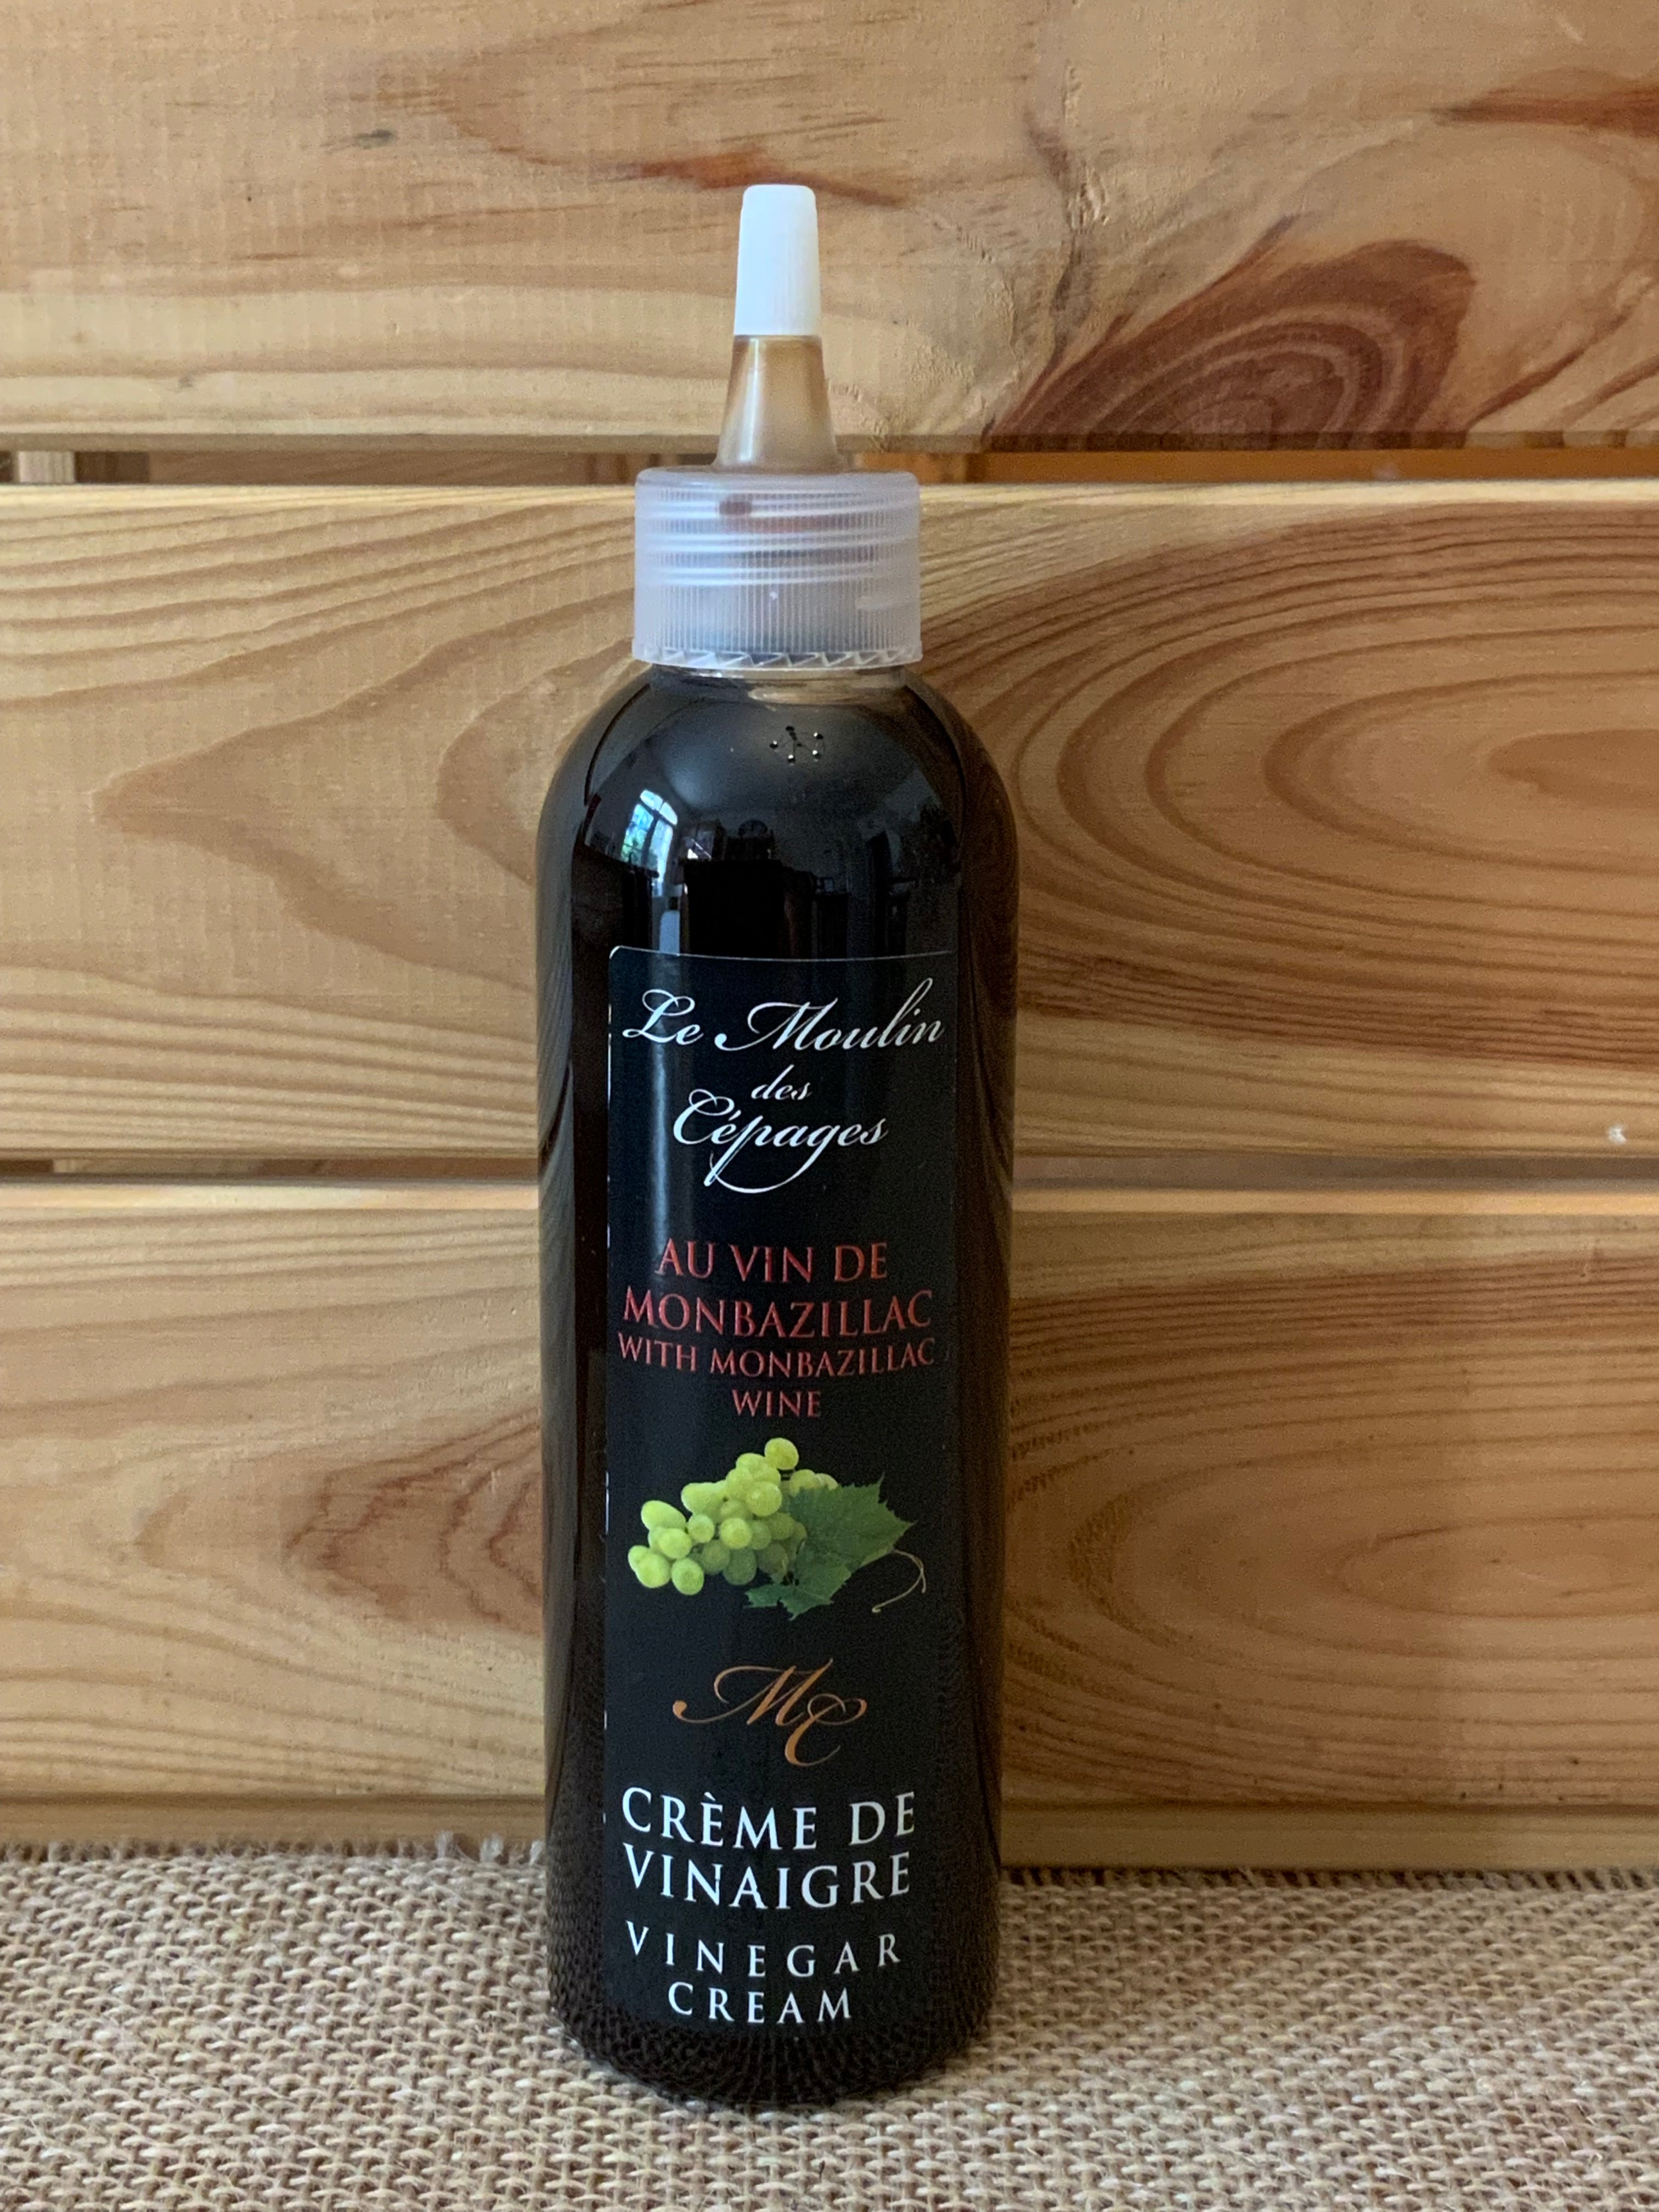 Le Moulin
des
Cépages
AU VIN DE
MONBAZILLAC
WITH MONBAZILLAC
WINE
MC
CRÈME DE
VINAIGRE
VINEGAR
CREAM